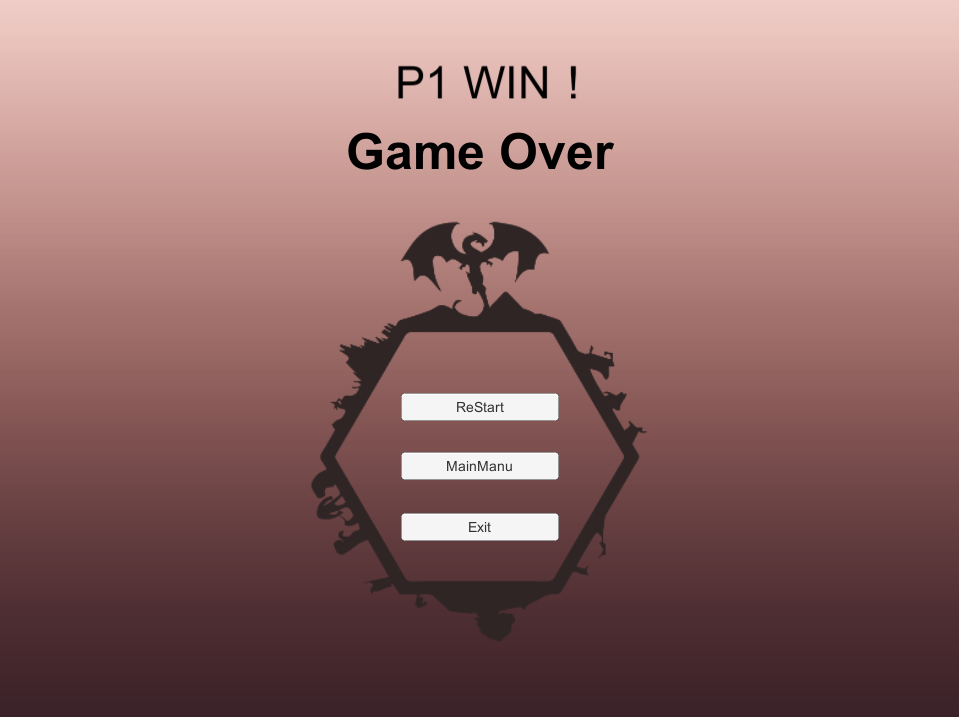 P1 WIN！
Game Over
ReStart
MainManu
Exit